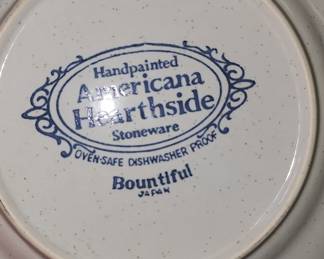 Handpainted
Americana
Hearthside
Stoneware
OVEN-SAFE DISHWASHER PROOF
Bountiful
JAPAN